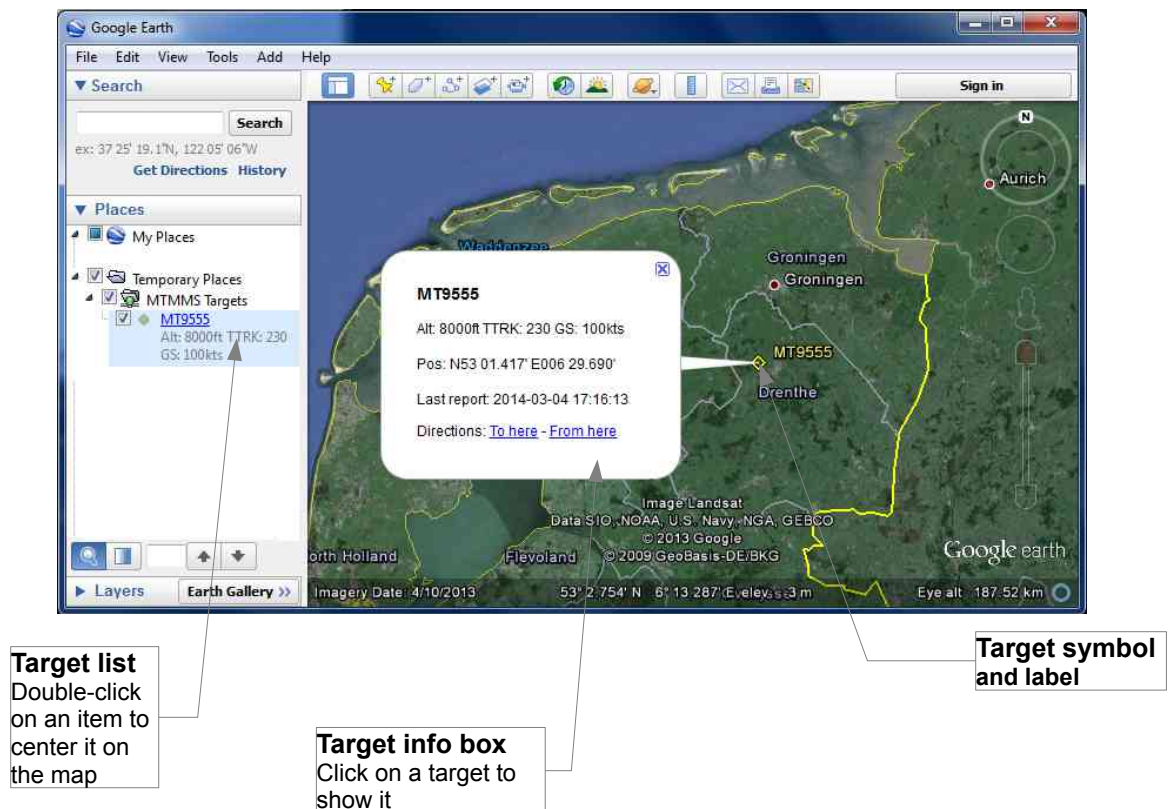 Google Earth
File Edit View Tools Add Help
▼ Search
Search
ex: 37 25' 19.1"N, 122 05' 06"W
Get Directions History
▼ Places
My Places
Temporary Places
MTMMS Targets
MT9555
Alt: 8000ft TTRK: 230
GS: 100kts
▶ Layers
Earth Gallery >>
Sign in
N
Aurich
Waddenzee
Groningen
Groningen
MT9555
Drenthe
MT9555
Alt: 8000ft TTRK: 230 GS: 100kts
Pos: N53 01.417' E006 29.690'
Last report: 2014-03-04 17:16:13
Directions: To here - From here
Image Landsat
Data SIO, NOAA, U.S. Navy, NGA, GEBCO
© 2013 Google
© 2009 GeoBasis-DE/BKG
orth Holland
Flevoland
Google earth
Imagery Date: 4/10/2013
53° 2.754' N 6° 13.287' E
3 m
Eye alt 187.52 km
Target list
Double-click
on an item to
center it on
the map
Target info box
Click on a target to
show it
Target symbol
and label